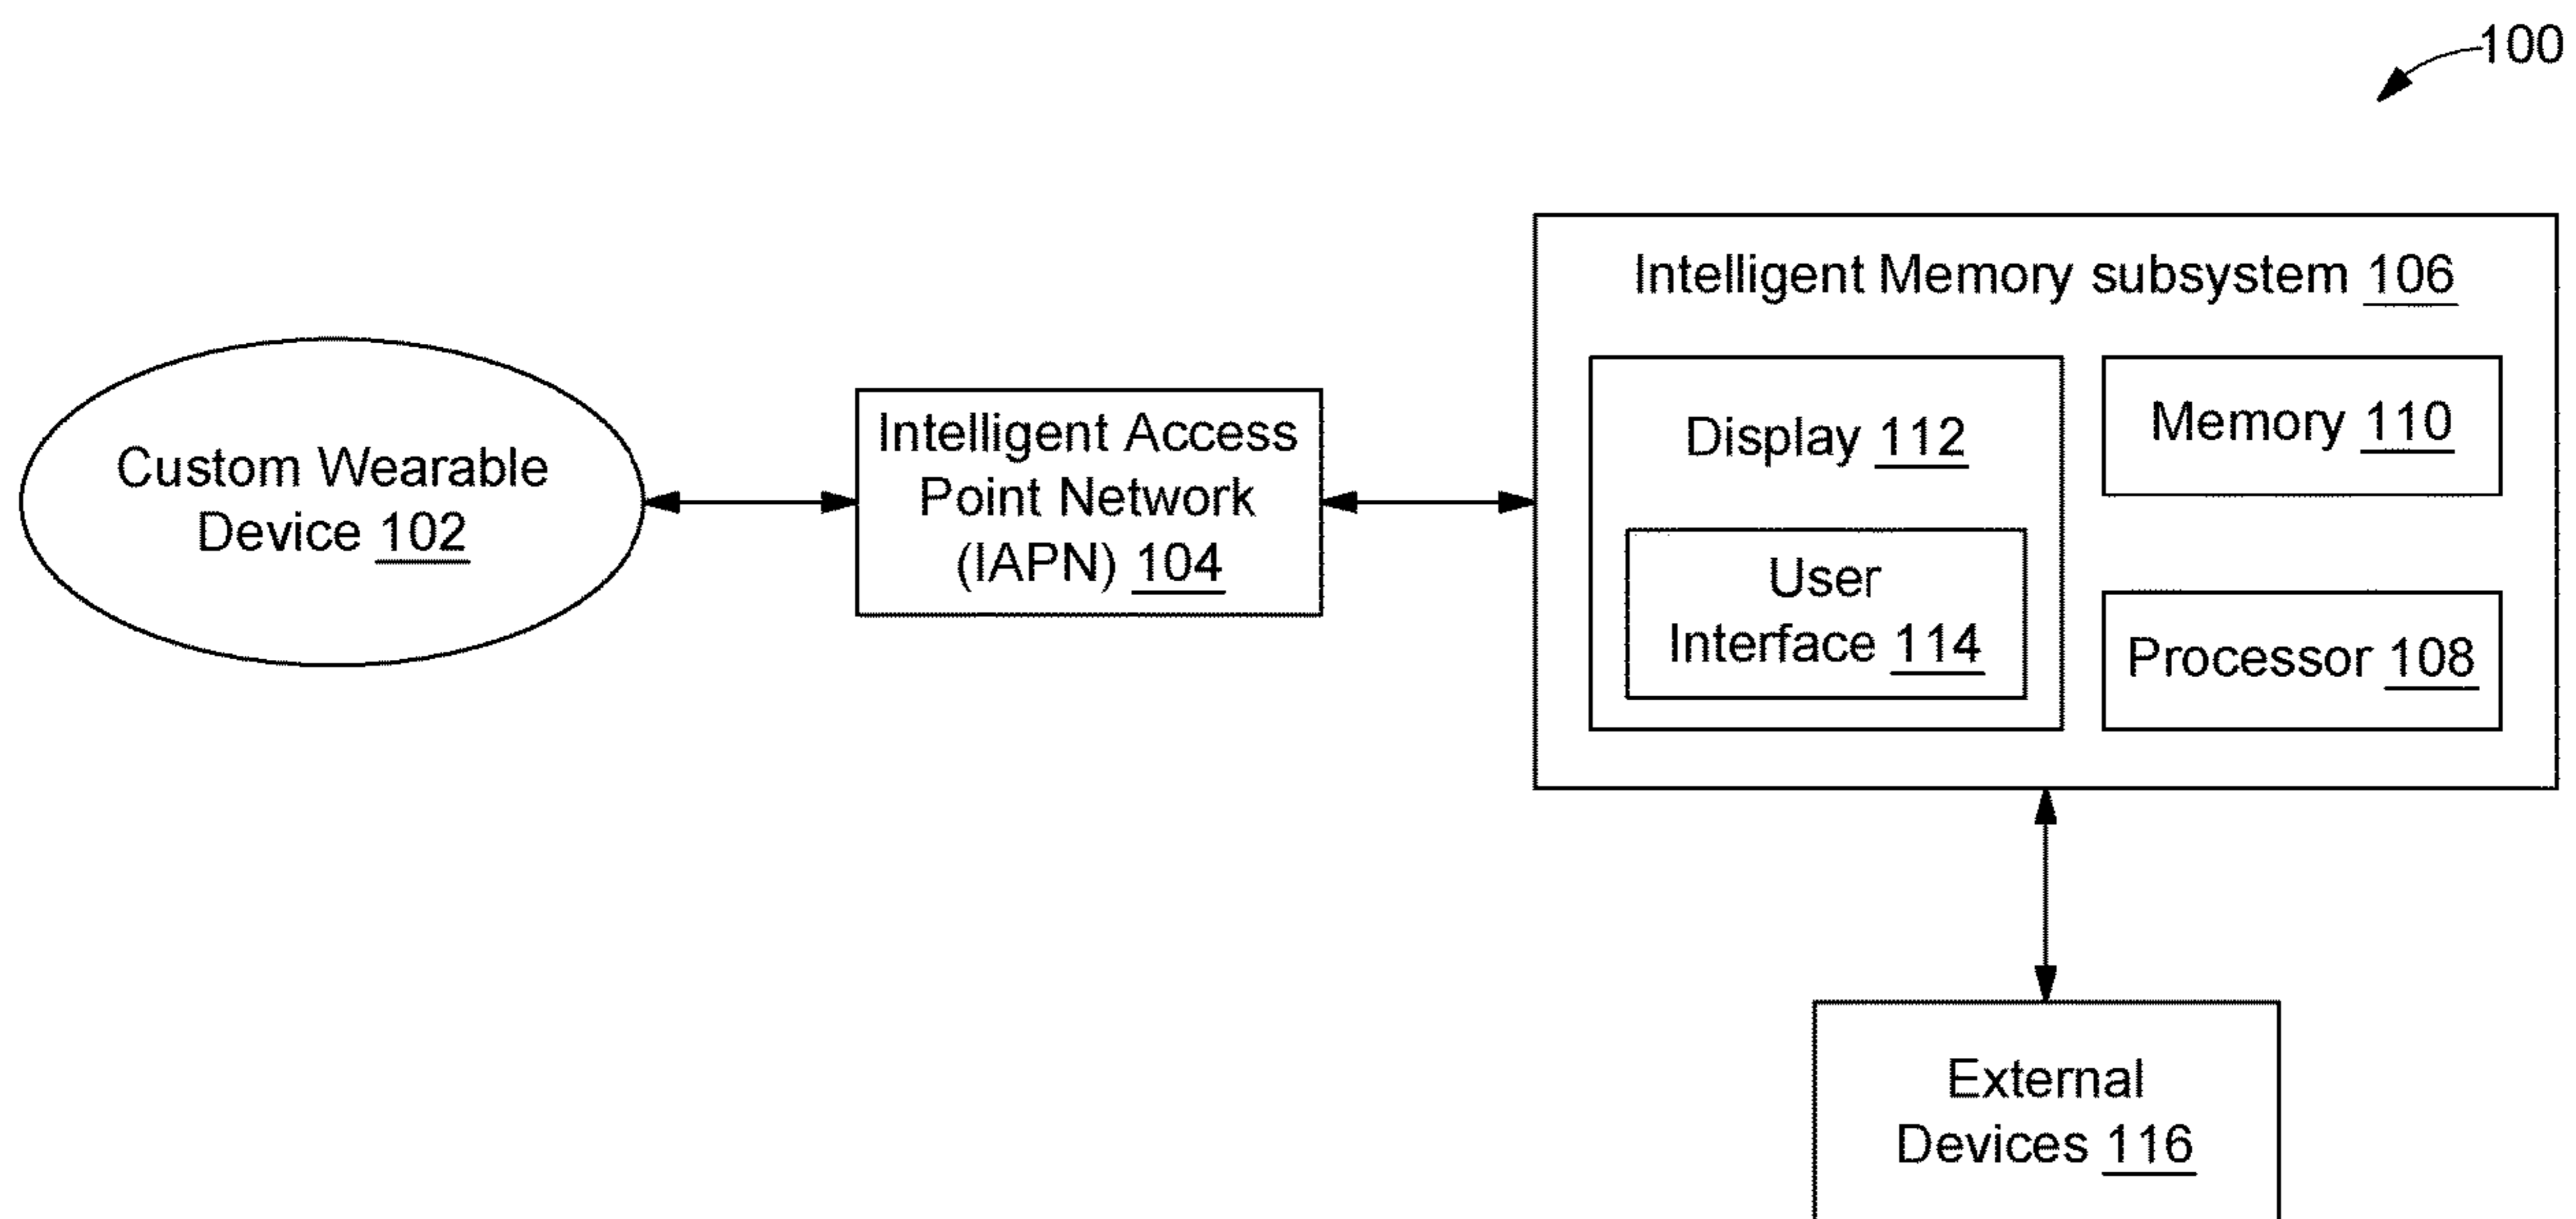 100
Intelligent Memory subsystem 106
Custom Wearable
Device 102
Intelligent Access
Point Network
(IAPN) 104
Display 112
User
Interface 114
Memory 110
Processor 108
External
Devices 116